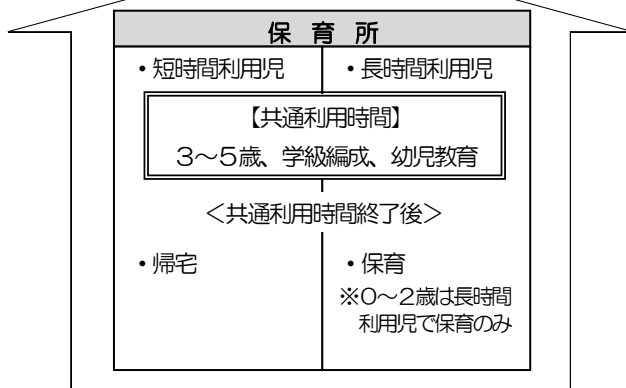 保 育 所
・短時間利用児
・長時間利用児
【共通利用時間】
３～５歳、学級編成、幼児教育
＜共通利用時間終了後＞
・帰宅
・保育
※０～２歳は長時間
利用児で保育のみ